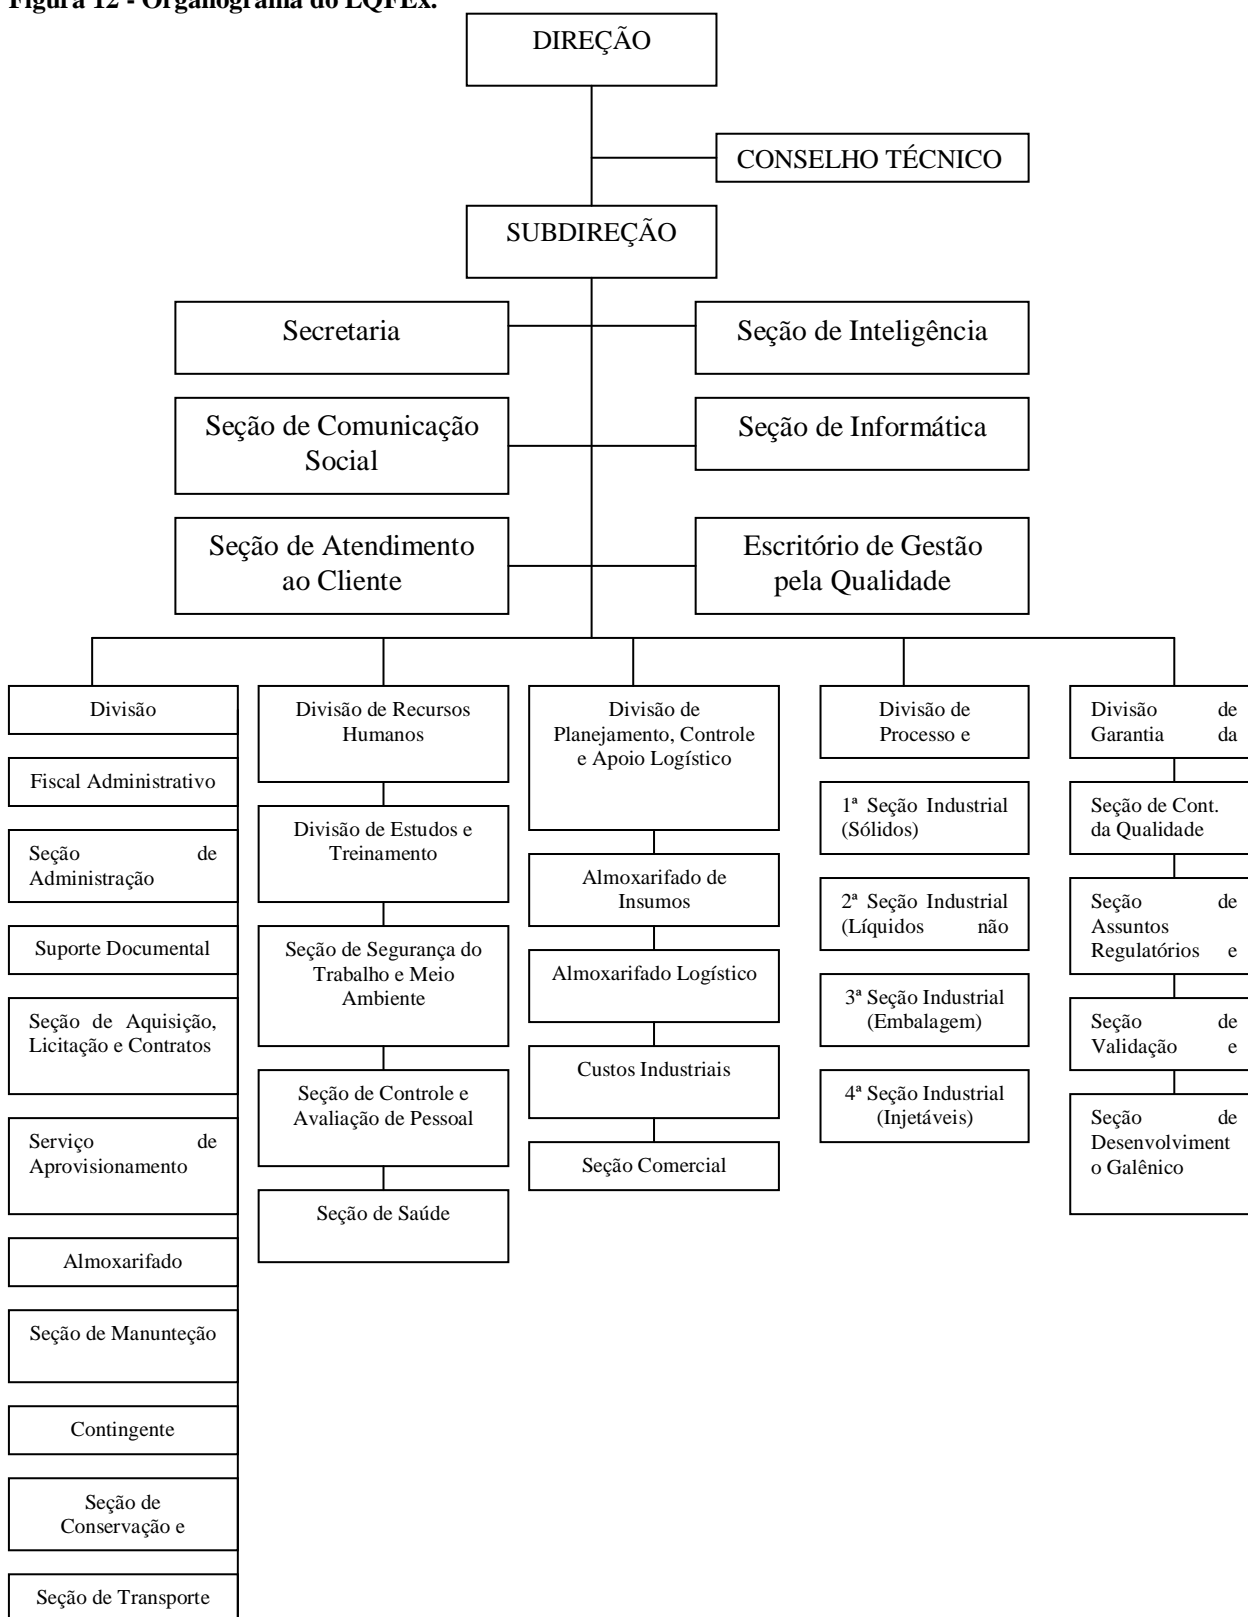 Figura 12 - Organograma do LQFEx.
DIREÇÃO
CONSELHO TÉCNICO
SUBDIREÇÃO
Secretaria
Seção de Inteligência
Seção de Comunicação
Social
Seção de Informática
Seção de Atendimento
ao Cliente
Escritório de Gestão
pela Qualidade
Divisão
Fiscal Administrativo
Seção de
Administração
Suporte Documental
Seção de Aquisição,
Licitação e Contratos
Serviço de
Aprovisionamento
Almoxarifado
Seção de Manunteção
Contingente
Seção de
Conservação e
Seção de Transporte
Divisão de Recursos
Humanos
Divisão de Estudos e
Treinamento
Seção de Segurança do
Trabalho e Meio
Ambiente
Seção de Controle e
Avaliação de Pessoal
Seção de Saúde
Divisão de
Planejamento, Controle
e Apoio Logístico
Almoxarifado de
Insumos
Almoxarifado Logístico
Custos Industriais
Seção Comercial
Divisão de
Processo e
1ª Seção Industrial
(Sólidos)
2ª Seção Industrial
(Líquidos não
3ª Seção Industrial
(Embalagem)
4ª Seção Industrial
(Injetáveis)
Divisão de
Garantia da
Seção de Cont.
da Qualidade
Seção de
Assuntos
Regulatórios e
Seção de
Validação e
Seção de
Desenvolviment
o Galênico